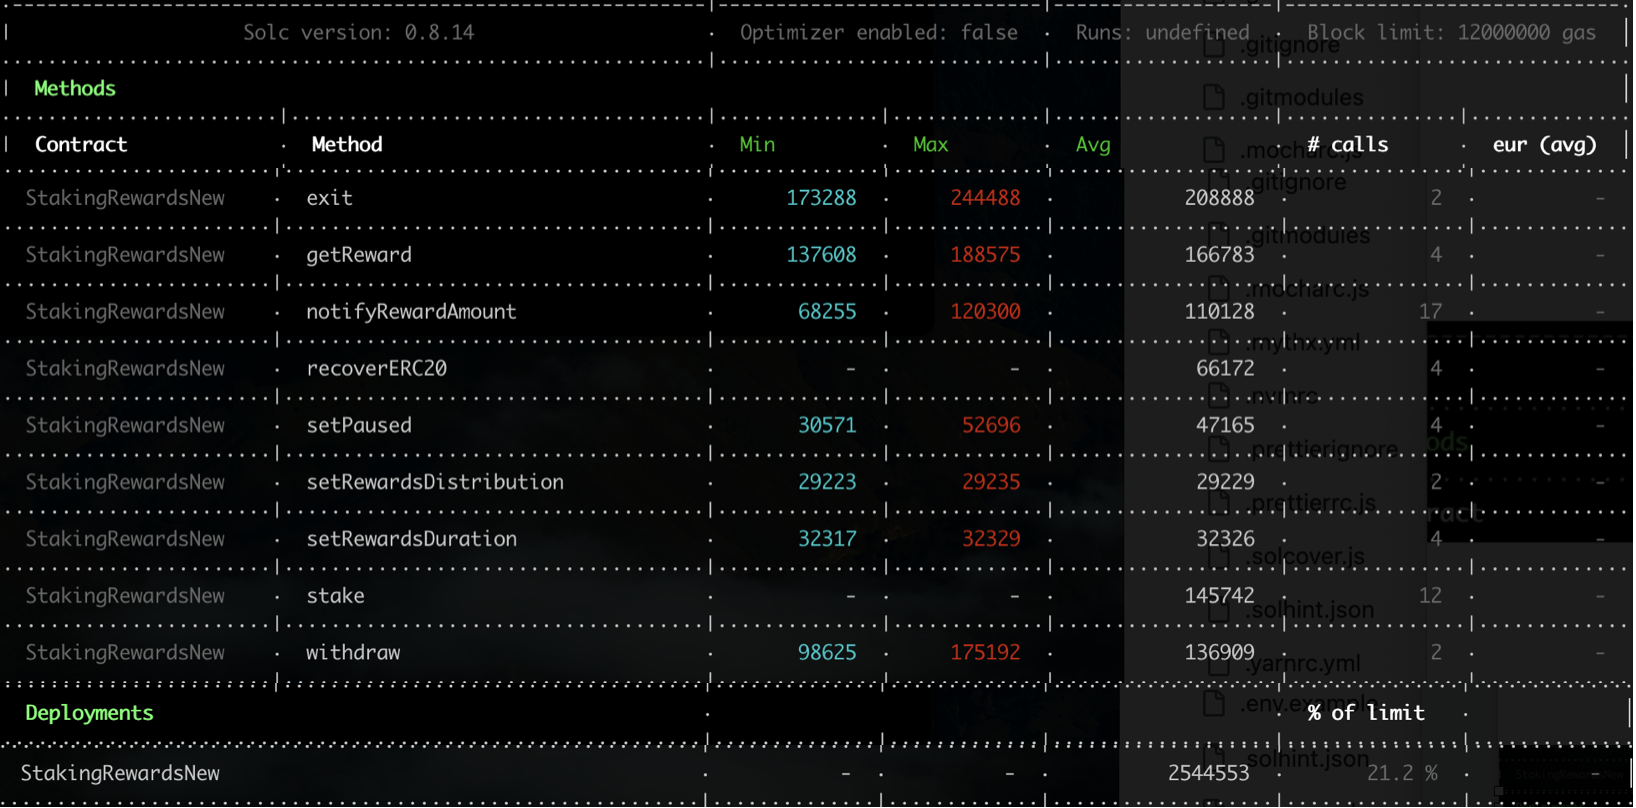 Solc version: 0.8.14 · Optimizer enabled: false · Runs: undefined · Block limit: 12000000 gas
.gitignore
Methods
.gitmodules
Contract · Method · Min · Max · Avg · # calls · eur (avg)
.mocharc.js
.gitignore
StakingRewardsNew · exit · 173288 · 244488 · 208888 · 2 · -
.gitmodules
StakingRewardsNew · getReward · 137608 · 188575 · 166783 · 4 · -
.mocharc.js
StakingRewardsNew · notifyRewardAmount · 68255 · 120300 · 110128 · 17 · -
.mythx.yml
StakingRewardsNew · recoverERC20 · - · - · 66172 · 4 · -
.nvmrc
StakingRewardsNew · setPaused · 30571 · 52696 · 47165 · 4 · -
.prettierignore
ods
StakingRewardsNew · setRewardsDistribution · 29223 · 29235 · 29229 · 2 · -
.prettierrc.js
ract
StakingRewardsNew · setRewardsDuration · 32317 · 32329 · 32326 · 4 · -
.solcover.js
StakingRewardsNew · stake · - · - · 145742 · 12 · -
.solhint.json
StakingRewardsNew · withdraw · 98625 · 175192 · 136909 · 2 · -
.yarnrc.yml
.env.example
Deployments · % of limit ·
.solhint.json
StakingRewardsNew · - · - · 2544553 · 21.2 % · -
StakingRewardsNew